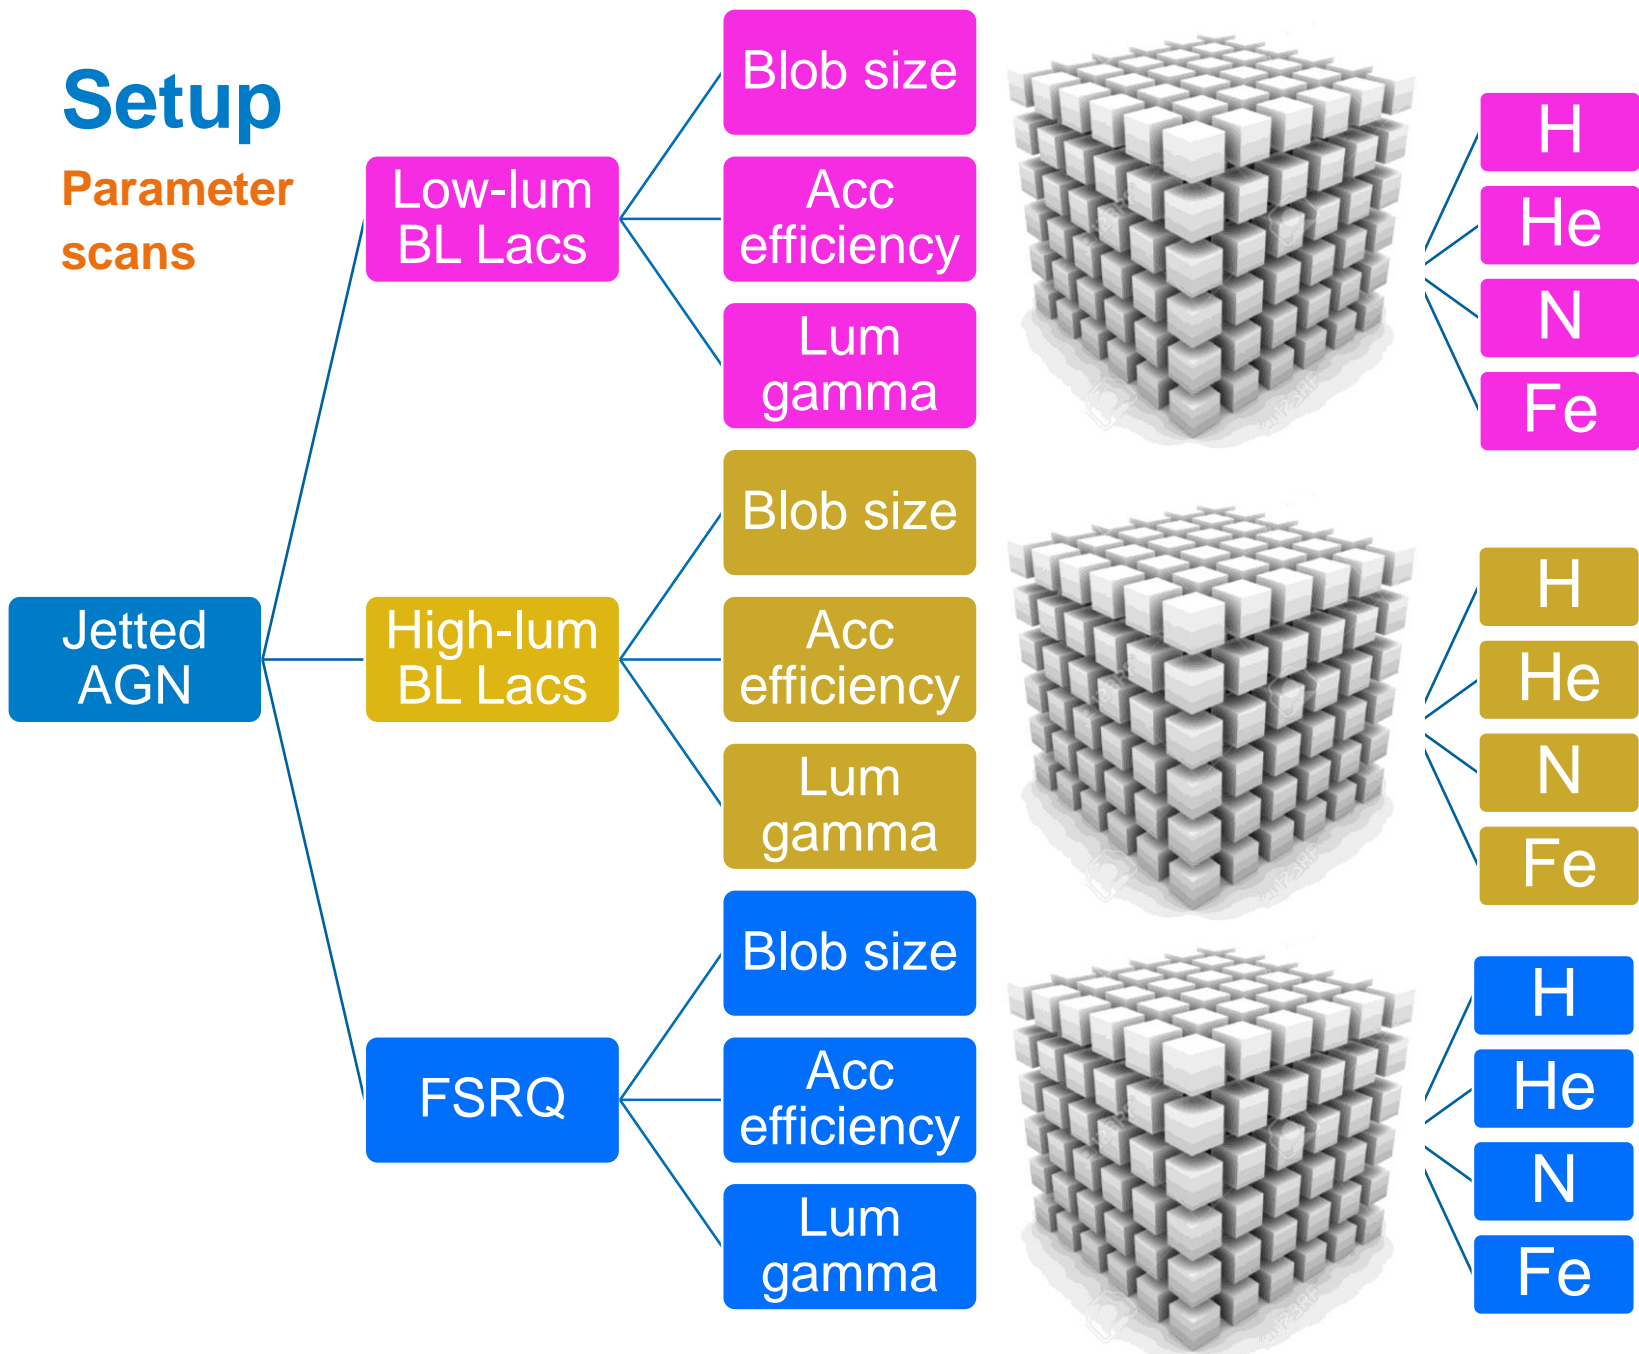 Setup
Parameter
scans
Jetted
AGN
Low-lum
BL Lacs
Blob size
Acc
efficiency
Lum
gamma
H
He
N
Fe
High-lum
BL Lacs
Blob size
Acc
efficiency
Lum
gamma
H
He
N
Fe
FSRQ
Blob size
Acc
efficiency
Lum
gamma
H
He
N
Fe